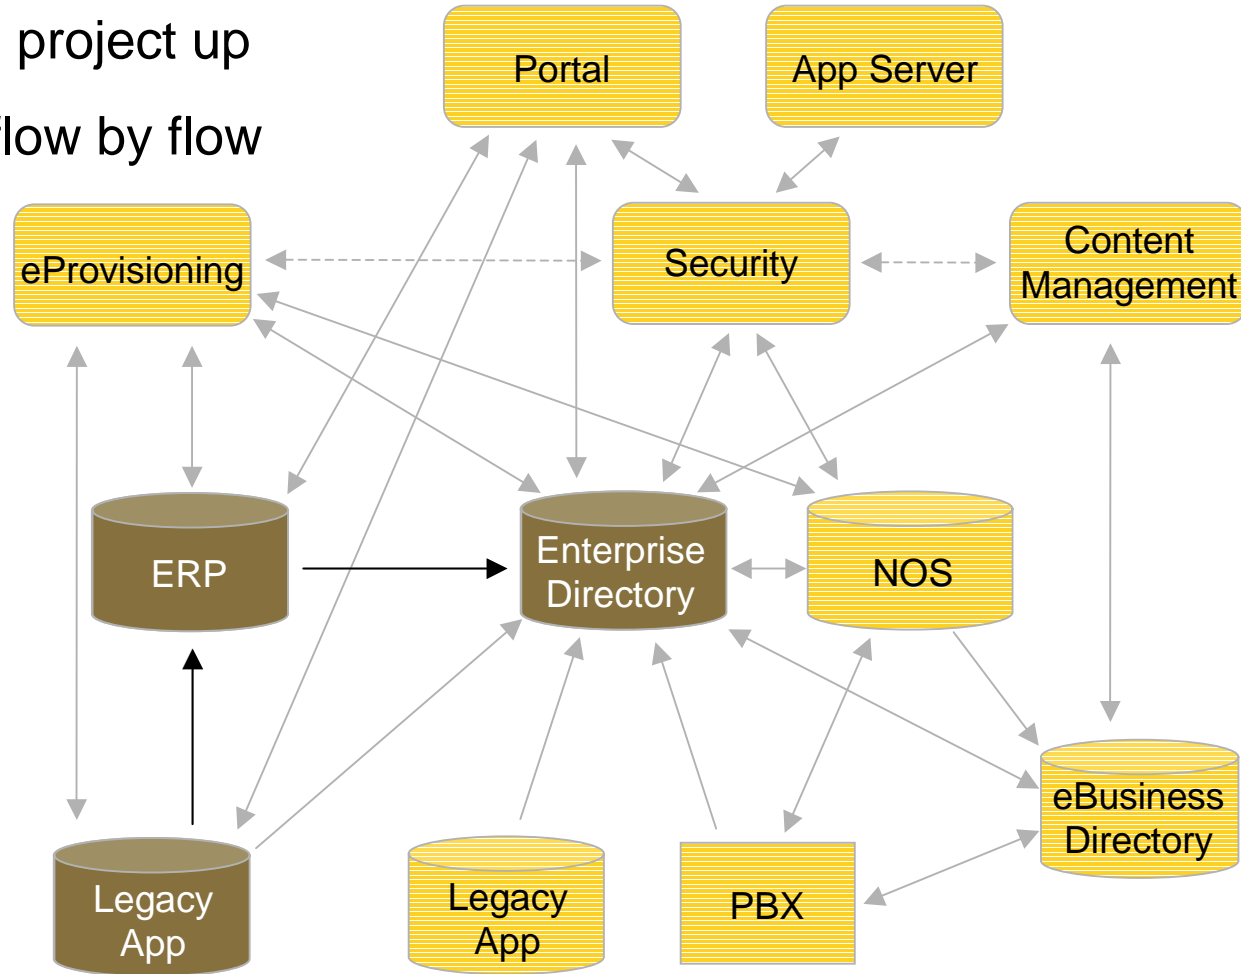 project up
flow by flow
Portal
App Server
eProvisioning
Security
Content
Management
ERP
Enterprise
Directory
NOS
eBusiness
Directory
Legacy
App
Legacy
App
PBX